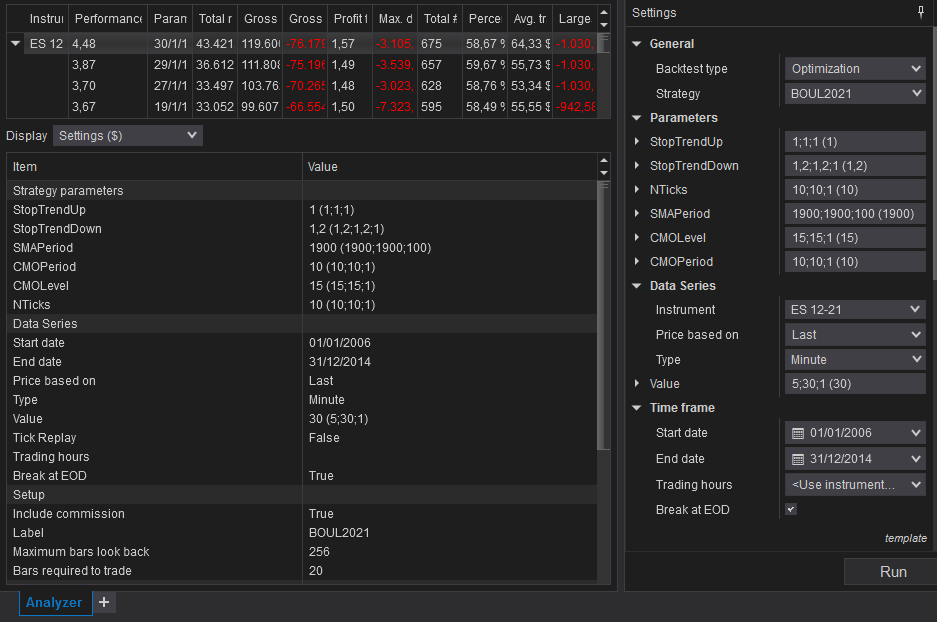 Instrur Performance Param Total r Gross Gross Profit f Max. d Total # Perce Avg. tr Large
ES 12 4,48 30/1/1 43.421 119.600 -76.179 1,57 -3.105, 675 58,67 % 64,33 $ -1.030,
3,87 29/1/1 36.612 111.808 -75.196 1,49 -3.539, 657 59,67 % 55,73 $ -1.030,
3,70 27/1/1 33.497 103.76 -70.265 1,48 -3.023, 628 58,76 % 53,34 $ -1.030,
3,67 19/1/1 33.052 99.607 -66.554 1,50 -7.323, 595 58,49 % 55,55 $ -942,58
Display Settings ($)
Item Value
Strategy parameters
StopTrendUp 1 (1;1;1)
StopTrendDown 1,2 (1,2;1,2;1)
SMAPeriod 1900 (1900;1900;100)
CMOPeriod 10 (10;10;1)
CMOLevel 15 (15;15;1)
NTicks 10 (10;10;1)
Data Series
Start date 01/01/2006
End date 31/12/2014
Price based on Last
Type Minute
Value 30 (5;30;1)
Tick Replay False
Trading hours
Break at EOD True
Setup
Include commission True
Label BOUL2021
Maximum bars look back 256
Bars required to trade 20
Analyzer +
Settings
General
Backtest type Optimization
Strategy BOUL2021
Parameters
StopTrendUp 1;1;1 (1)
StopTrendDown 1,2;1,2;1 (1,2)
NTicks 10;10;1 (10)
SMAPeriod 1900;1900;100 (1900)
CMOLevel 15;15;1 (15)
CMOPeriod 10;10;1 (10)
Data Series
Instrument ES 12-21
Price based on Last
Type Minute
Value 5;30;1 (30)
Time frame
Start date 01/01/2006
End date 31/12/2014
Trading hours <Use instrument...
Break at EOD
template
Run